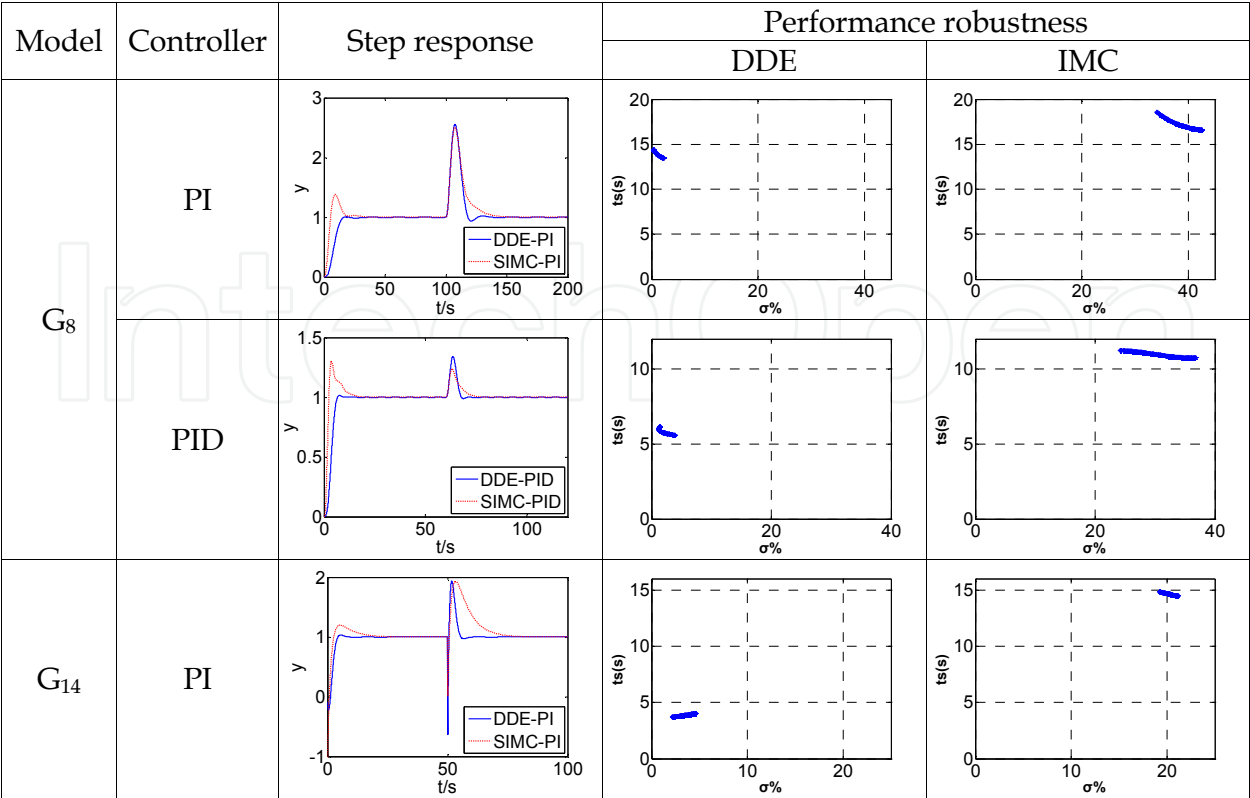 Model Controller Step response Performance robustness
DDE IMC
G8
PI
3
2
1
0
y
0 50 100 150 200
t/s
DDE-PI
SIMC-PI
20
15
10
5
0
ts(s)
0 20 40
σ%
20
15
10
5
0
ts(s)
0 20 40
σ%
PID
1.5
1
0.5
0
y
0 50 100
t/s
DDE-PID
SIMC-PID
10
5
0
ts(s)
0 20 40
σ%
10
5
0
ts(s)
0 20 40
σ%
G14
PI
2
1
0
-1
y
0 50 100
t/s
DDE-PI
SIMC-PI
15
10
5
0
ts(s)
0 10 20
σ%
15
10
5
0
ts(s)
0 10 20
σ%
IntechOpen